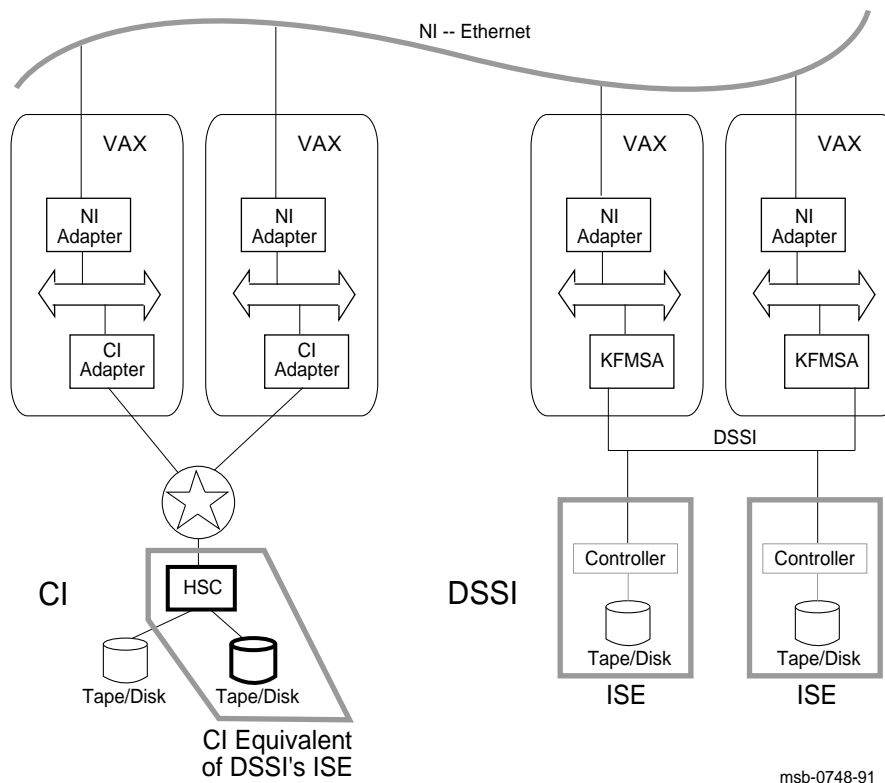 NI -- Ethernet
VAX
VAX
VAX
VAX
NI
Adapter
NI
Adapter
NI
Adapter
NI
Adapter
CI
Adapter
CI
Adapter
KFMSA
KFMSA
DSSI
CI
HSC
DSSI
Controller
Controller
Tape/Disk
Tape/Disk
Tape/Disk
Tape/Disk
ISE
ISE
CI Equivalent
of DSSI's ISE
msb-0748-91